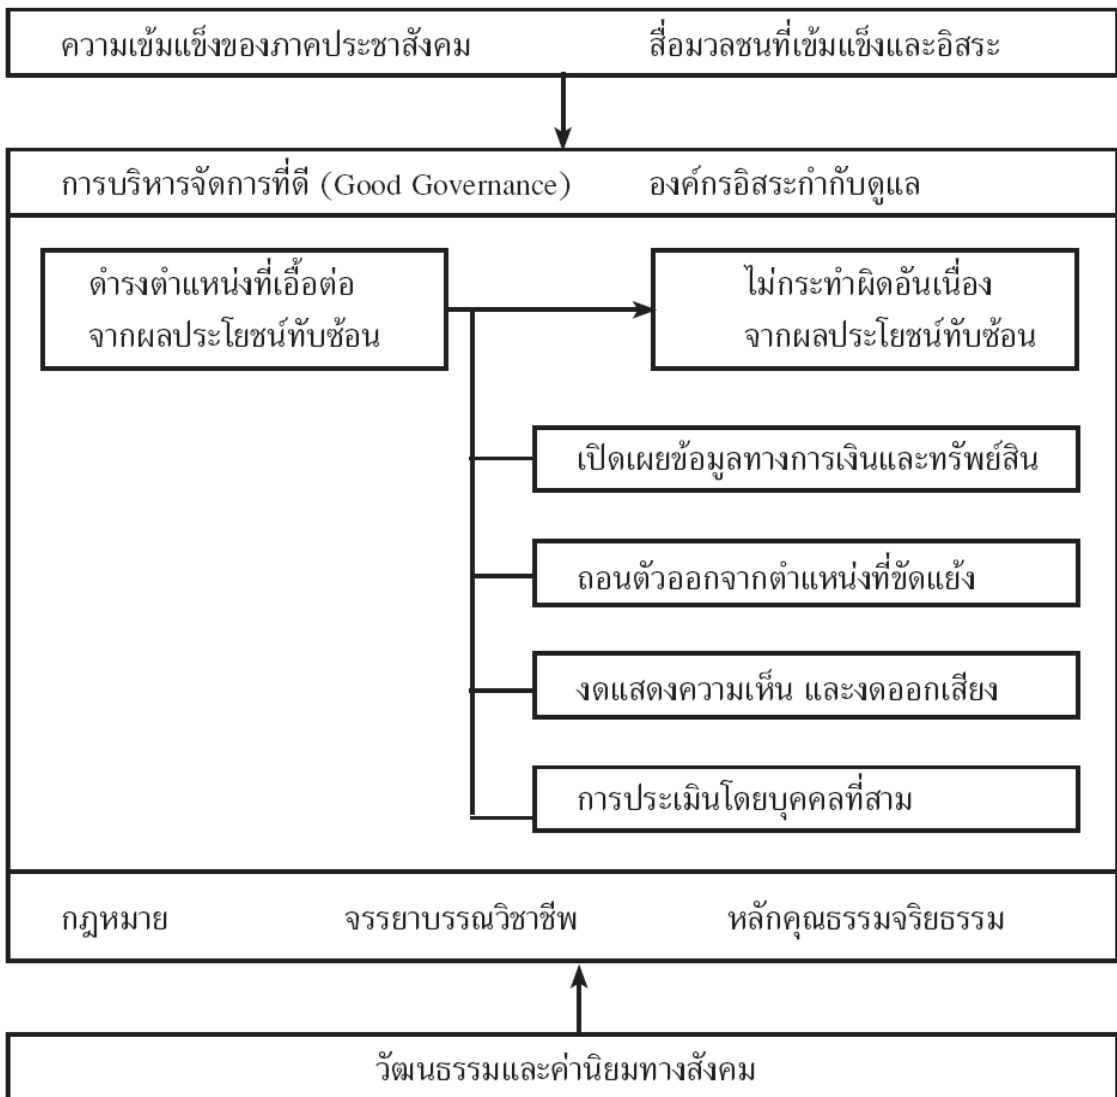 ความเข้มแข็งของภาคประชาสังคม สื่อมวลชนที่เข้มแข็งและอิสระ
การบริหารจัดการที่ดี (Good Governance) องค์กรอิสระกำกับดูแล
ดำรงตำแหน่งที่เอื้อต่อ
จากผลประโยชน์ทับซ้อน
ไม่กระทำผิดอันเนื่อง
จากผลประโยชน์ทับซ้อน
เปิดเผยข้อมูลทางการเงินและทรัพย์สิน
ถอนตัวออกจากตำแหน่งที่ขัดแย้ง
งดแสดงความเห็น และงดออกเสียง
การประเมินโดยบุคคลที่สาม
กฎหมาย จรรยาบรรณวิชาชีพ หลักคุณธรรมจริยธรรม
วัฒนธรรมและค่านิยมทางสังคม